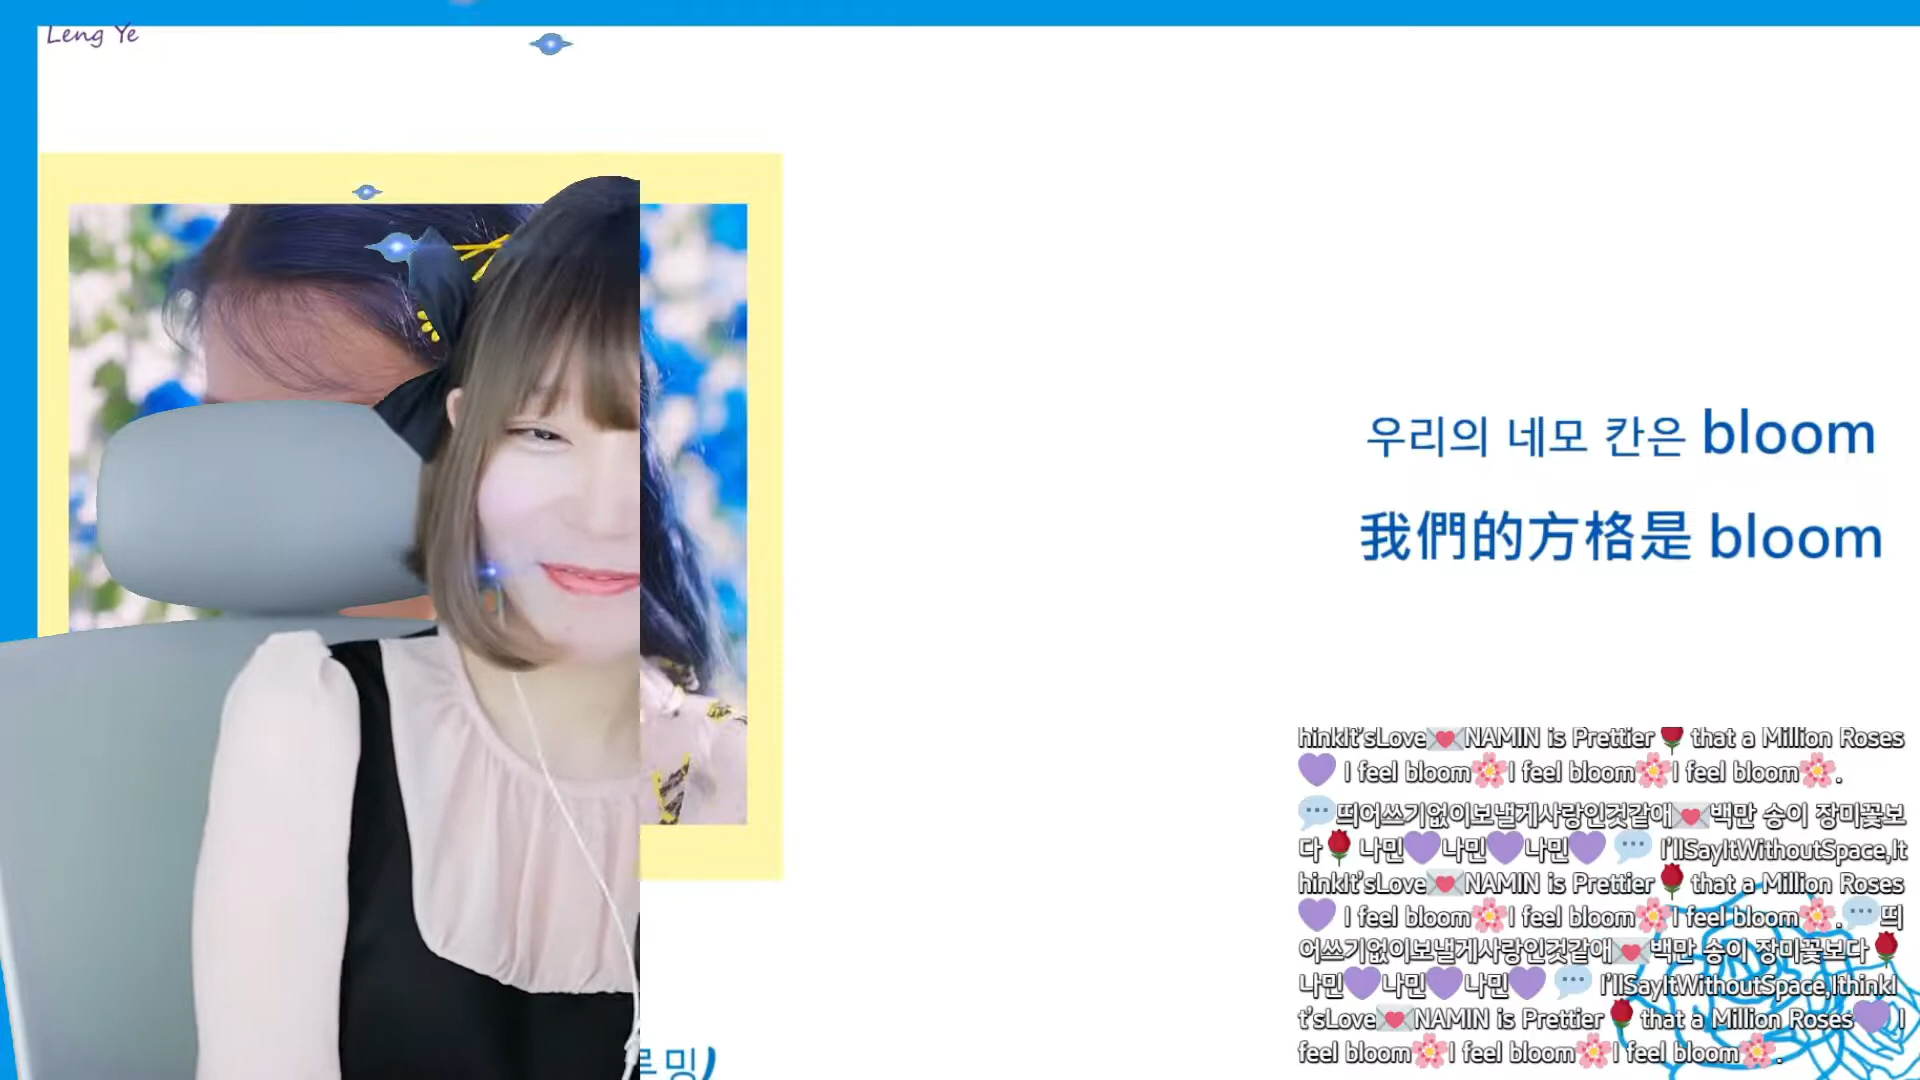 Leng Ye
우리의 네모 칸은 bloom
我們的方格是 bloom
hinkIt'sLove💌NAMIN is Prettier🌹 that a Million Roses
💜 I feel bloom🌸I feel bloom🌸I feel bloom🌸.
💬띄어쓰기없이보낼게사랑인것같애💌백만 송이 장미꽃보
다🌹 나민💜나민💜나민💜 💬 I'llSayItWithoutSpace,It
hinkIt'sLove💌NAMIN is Prettier🌹 that a Million Roses
💜 I feel bloom🌸I feel bloom🌸I feel bloom🌸.💬띄
어쓰기없이보낼게사랑인것같애💌백만 송이 장미꽃보다🌹
나민💜나민💜나민💜 💬 I'llSayItWithoutSpace,IthinkI
t'sLove💌NAMIN is Prettier🌹 that a Million Roses💜 I
feel bloom🌸I feel bloom🌸I feel bloom🌸.
루밍)